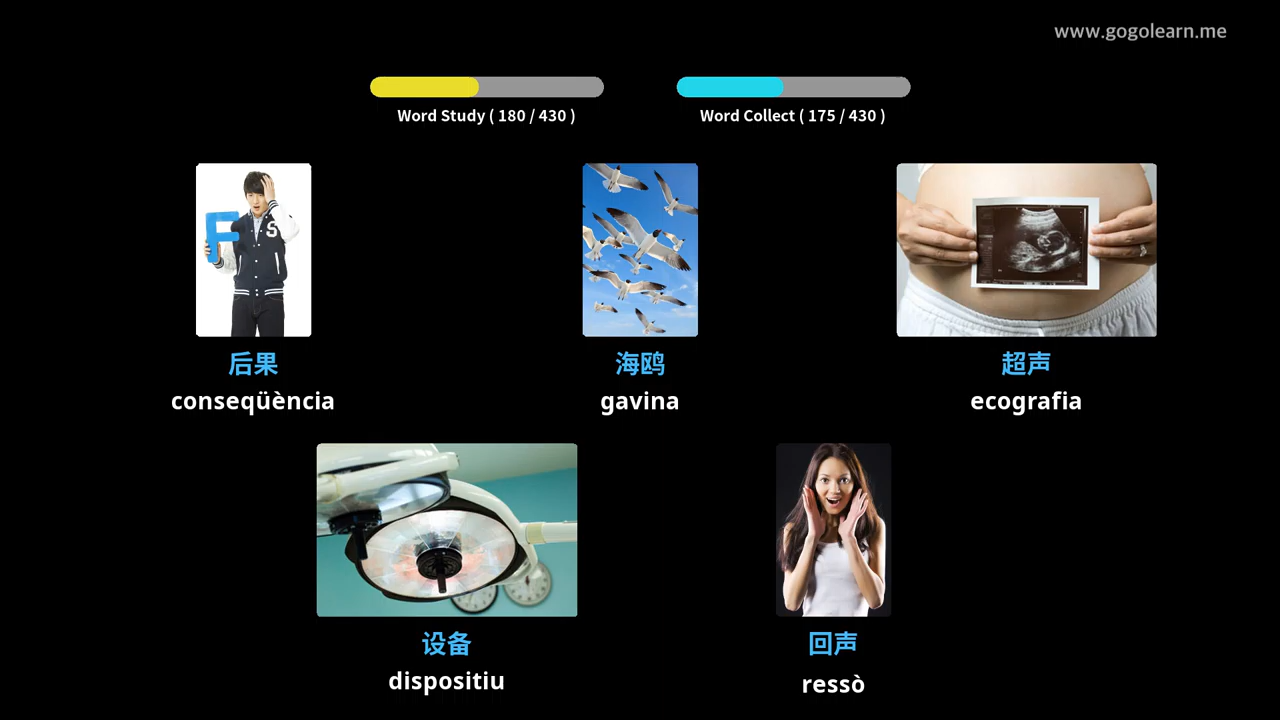 www.gogolearn.me
Word Study ( 180 / 430 )
Word Collect ( 175 / 430 )
F
S
后果
conseqüència
海鸥
gavina
超声
ecografia
设备
dispositiu
回声
ressò